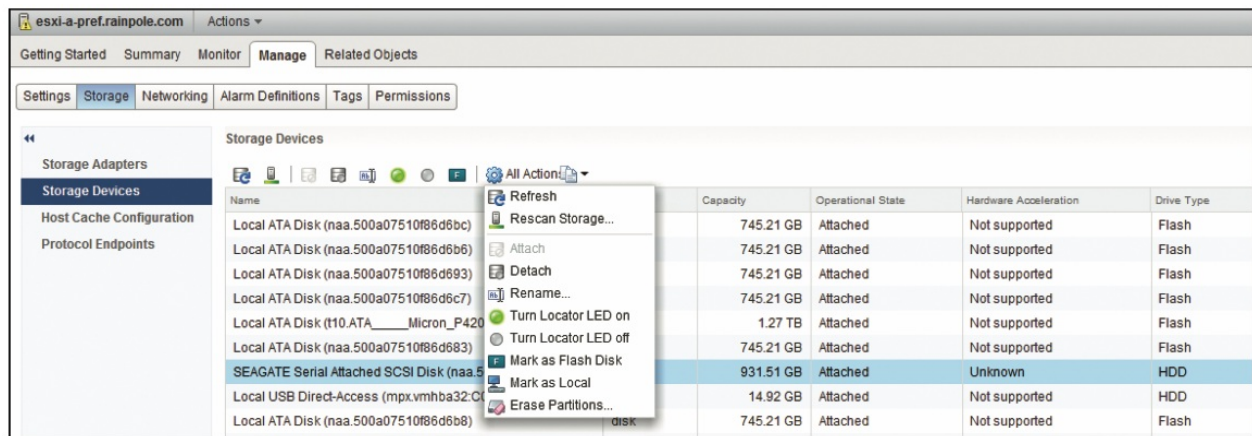 esxi-a-pref.rainpole.com Actions
Getting Started Summary Monitor Manage Related Objects
Settings Storage Networking Alarm Definitions Tags Permissions
Storage Adapters
Storage Devices
Host Cache Configuration
Protocol Endpoints
Storage Devices
All Actions
Refresh
Rescan Storage...
Attach
Detach
Rename...
Turn Locator LED on
Turn Locator LED off
Mark as Flash Disk
Mark as Local
Erase Partitions...
Name Capacity Operational State Hardware Acceleration Drive Type
Local ATA Disk (naa.500a07510f86d6bc) 745.21 GB Attached Not supported Flash
Local ATA Disk (naa.500a07510f86d6b6) 745.21 GB Attached Not supported Flash
Local ATA Disk (naa.500a07510f86d693) 745.21 GB Attached Not supported Flash
Local ATA Disk (naa.500a07510f86d6c7) 745.21 GB Attached Not supported Flash
Local ATA Disk (t10.ATA_____Micron_P420 1.27 TB Attached Not supported Flash
Local ATA Disk (naa.500a07510f86d683) 745.21 GB Attached Not supported Flash
SEAGATE Serial Attached SCSI Disk (naa.5 931.51 GB Attached Unknown HDD
Local USB Direct-Access (mpx.vmhba32:C0 14.92 GB Attached Not supported HDD
Local ATA Disk (naa.500a07510f86d6b8) disk 745.21 GB Attached Not supported Flash